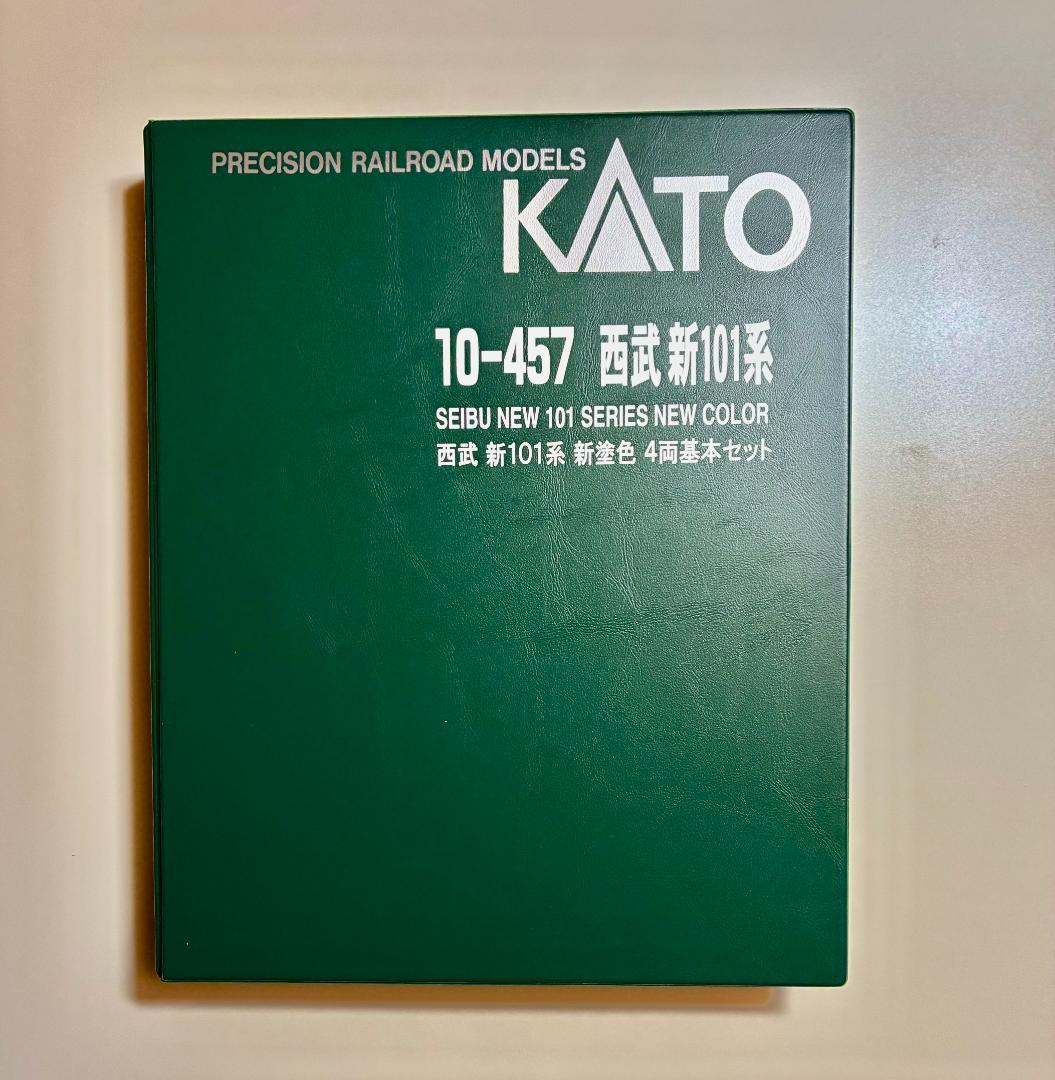 PRECISION RAILROAD MODELS
KATO
10-457 西武 新101系
SEIBU NEW 101 SERIES NEW COLOR
西武 新101系 新塗色 4両基本セット